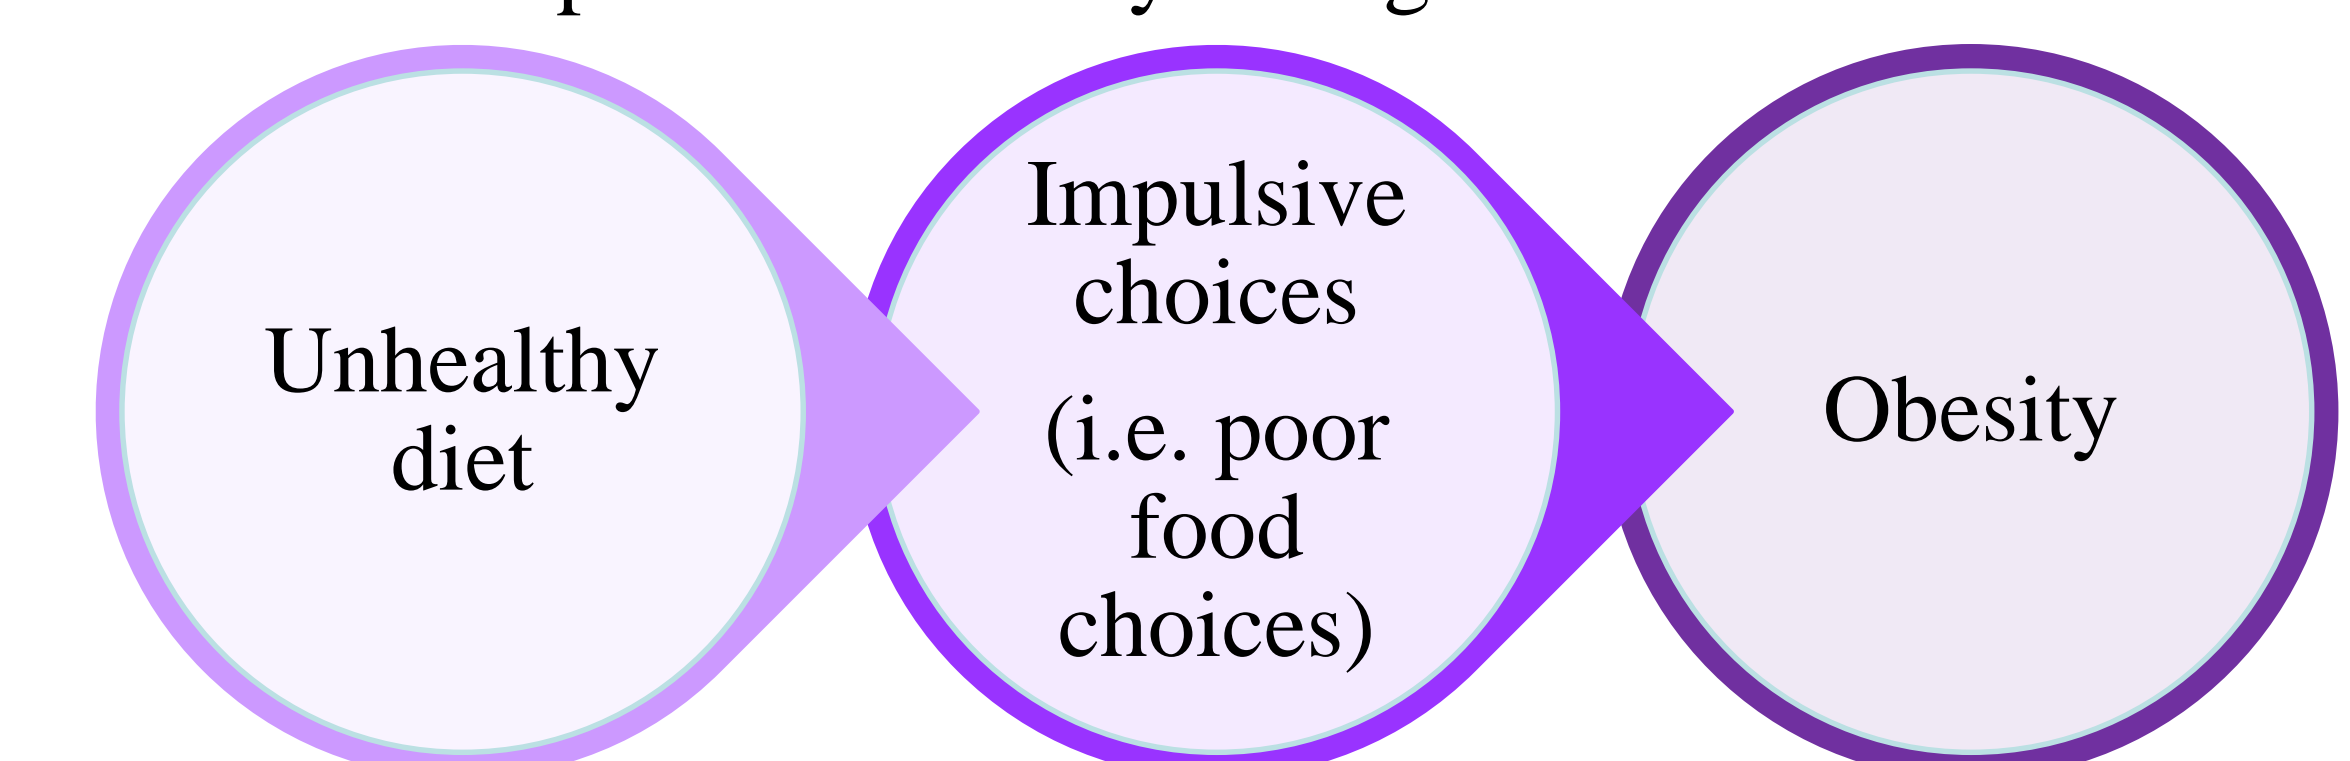 Unhealthy
diet
Impulsive
choices
(i.e. poor
food
choices)
Obesity